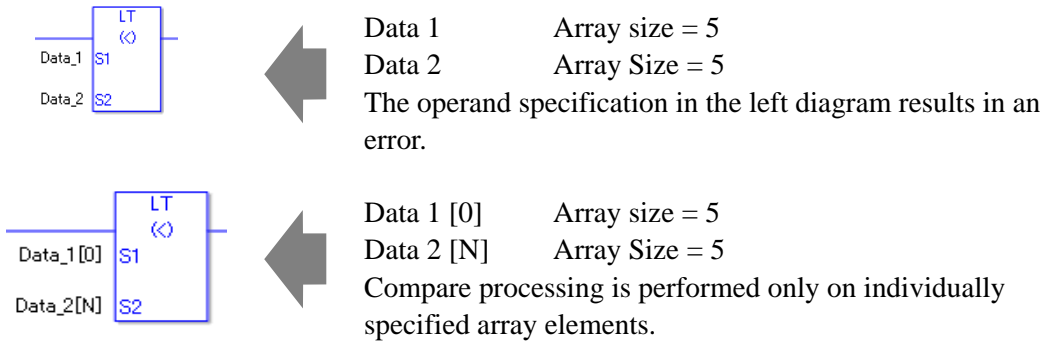 LT
(<)
Data_1 S1
Data_2 S2
Data 1 Array size = 5
Data 2 Array Size = 5
The operand specification in the left diagram results in an
error.
LT
(<)
Data_1[0] S1
Data_2[N] S2
Data 1 [0] Array size = 5
Data 2 [N] Array Size = 5
Compare processing is performed only on individually
specified array elements.